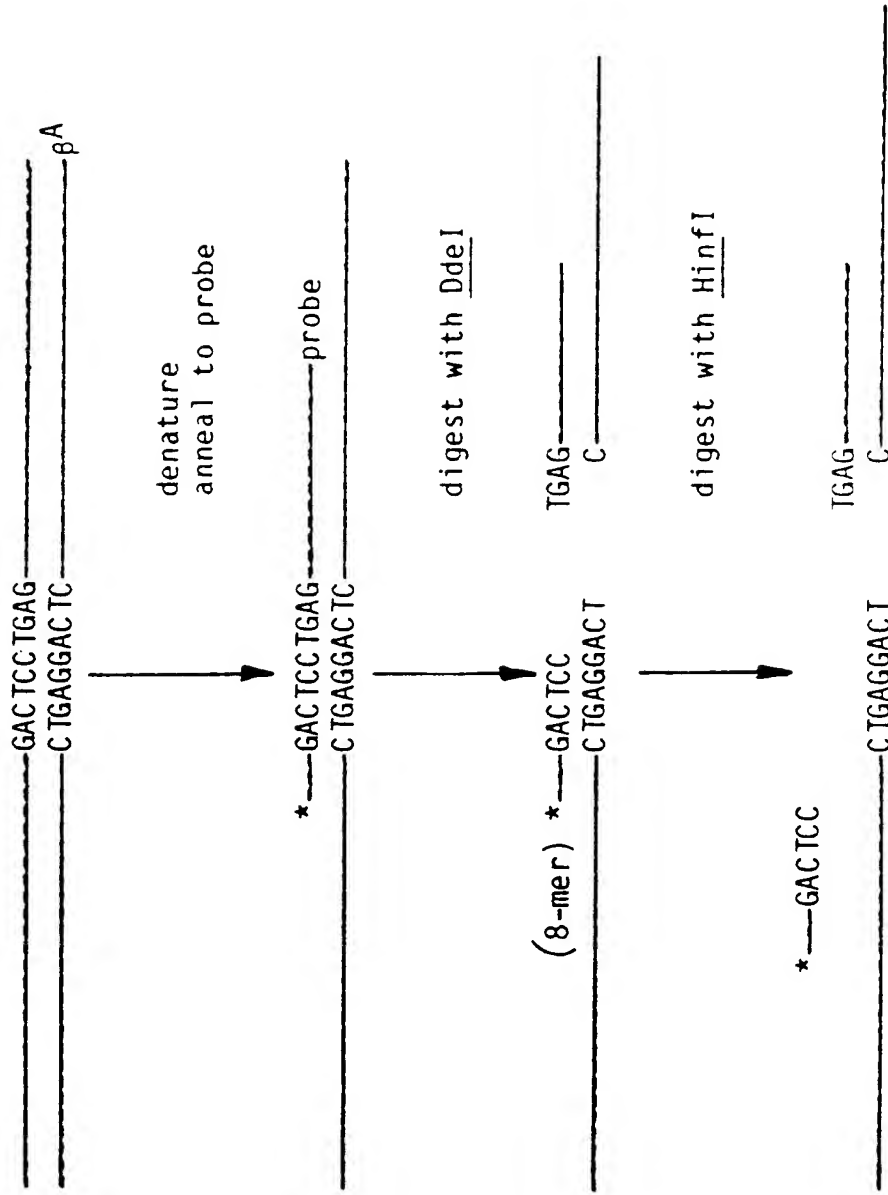 GACTCCTGAG
CTGAGGACTC βA
denature
anneal to probe
* GACTCCTGAG probe
CTGAGGACTC
digest with DdeI
(8-mer) * GACTCC TGAG
CTGAGGACT C
digest with HinfI
* GACTCC TGAG
CTGAGGACT C